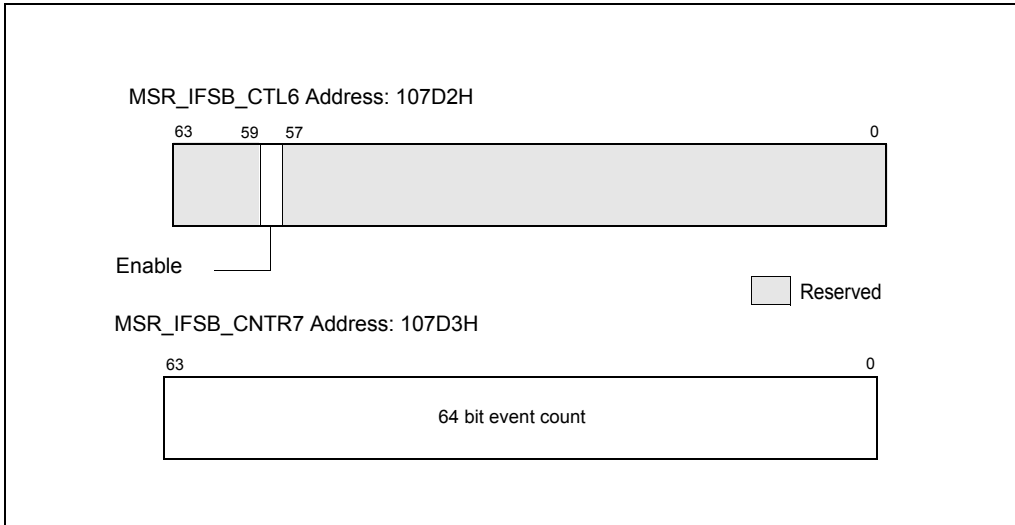 MSR_IFSB_CTL6 Address: 107D2H
63 59 57 0
Enable
Reserved
MSR_IFSB_CNTR7 Address: 107D3H
63 0
64 bit event count